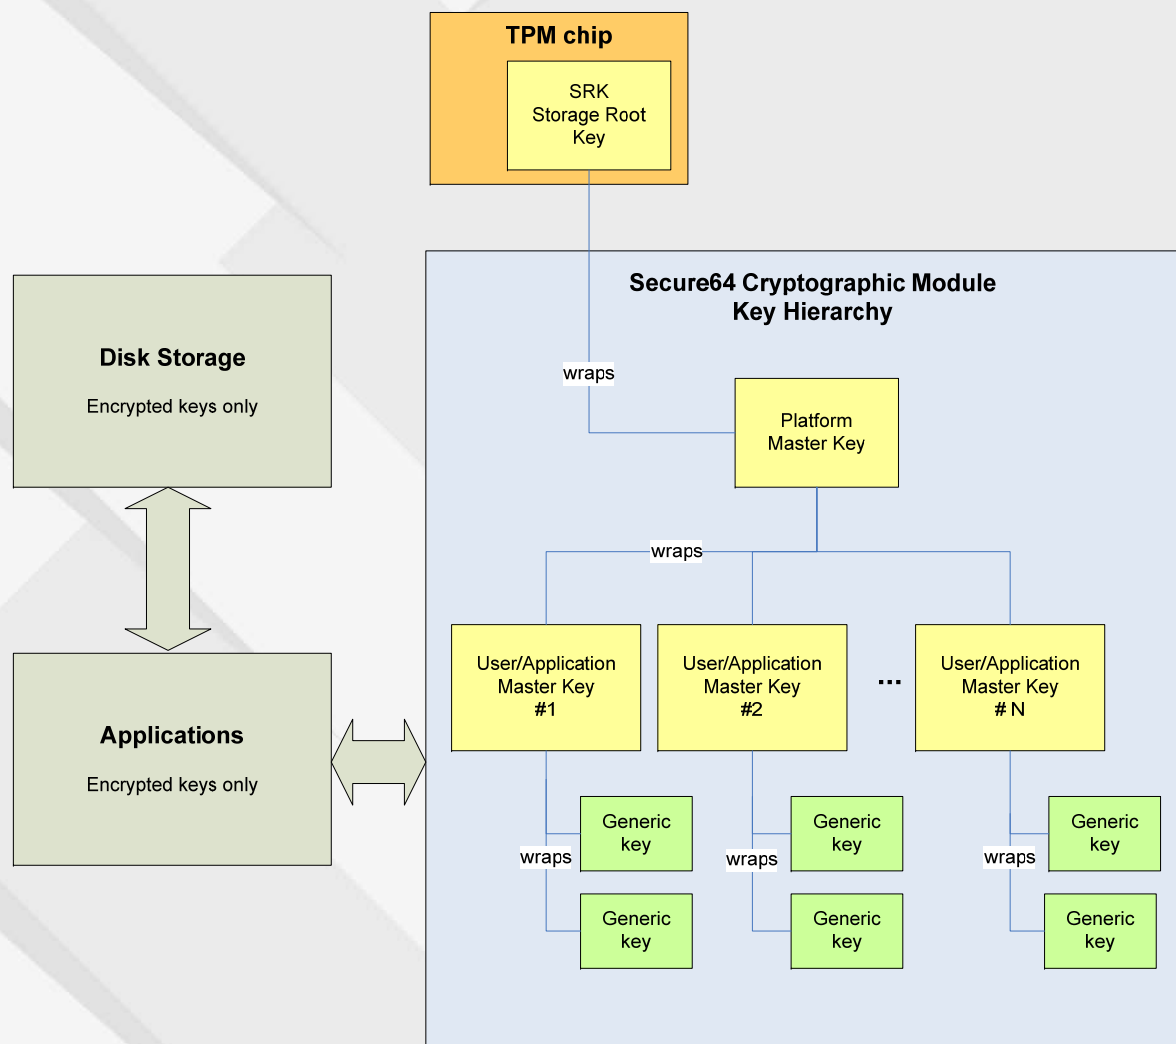 TPM chip
SRK
Storage Root
Key
Secure64 Cryptographic Module
Key Hierarchy
Disk Storage
Encrypted keys only
wraps
Platform
Master Key
wraps
User/Application
Master Key
#1
User/Application
Master Key
#2
...
User/Application
Master Key
# N
Applications
Encrypted keys only
Generic
key
wraps
Generic
key
Generic
key
wraps
Generic
key
Generic
key
wraps
Generic
key